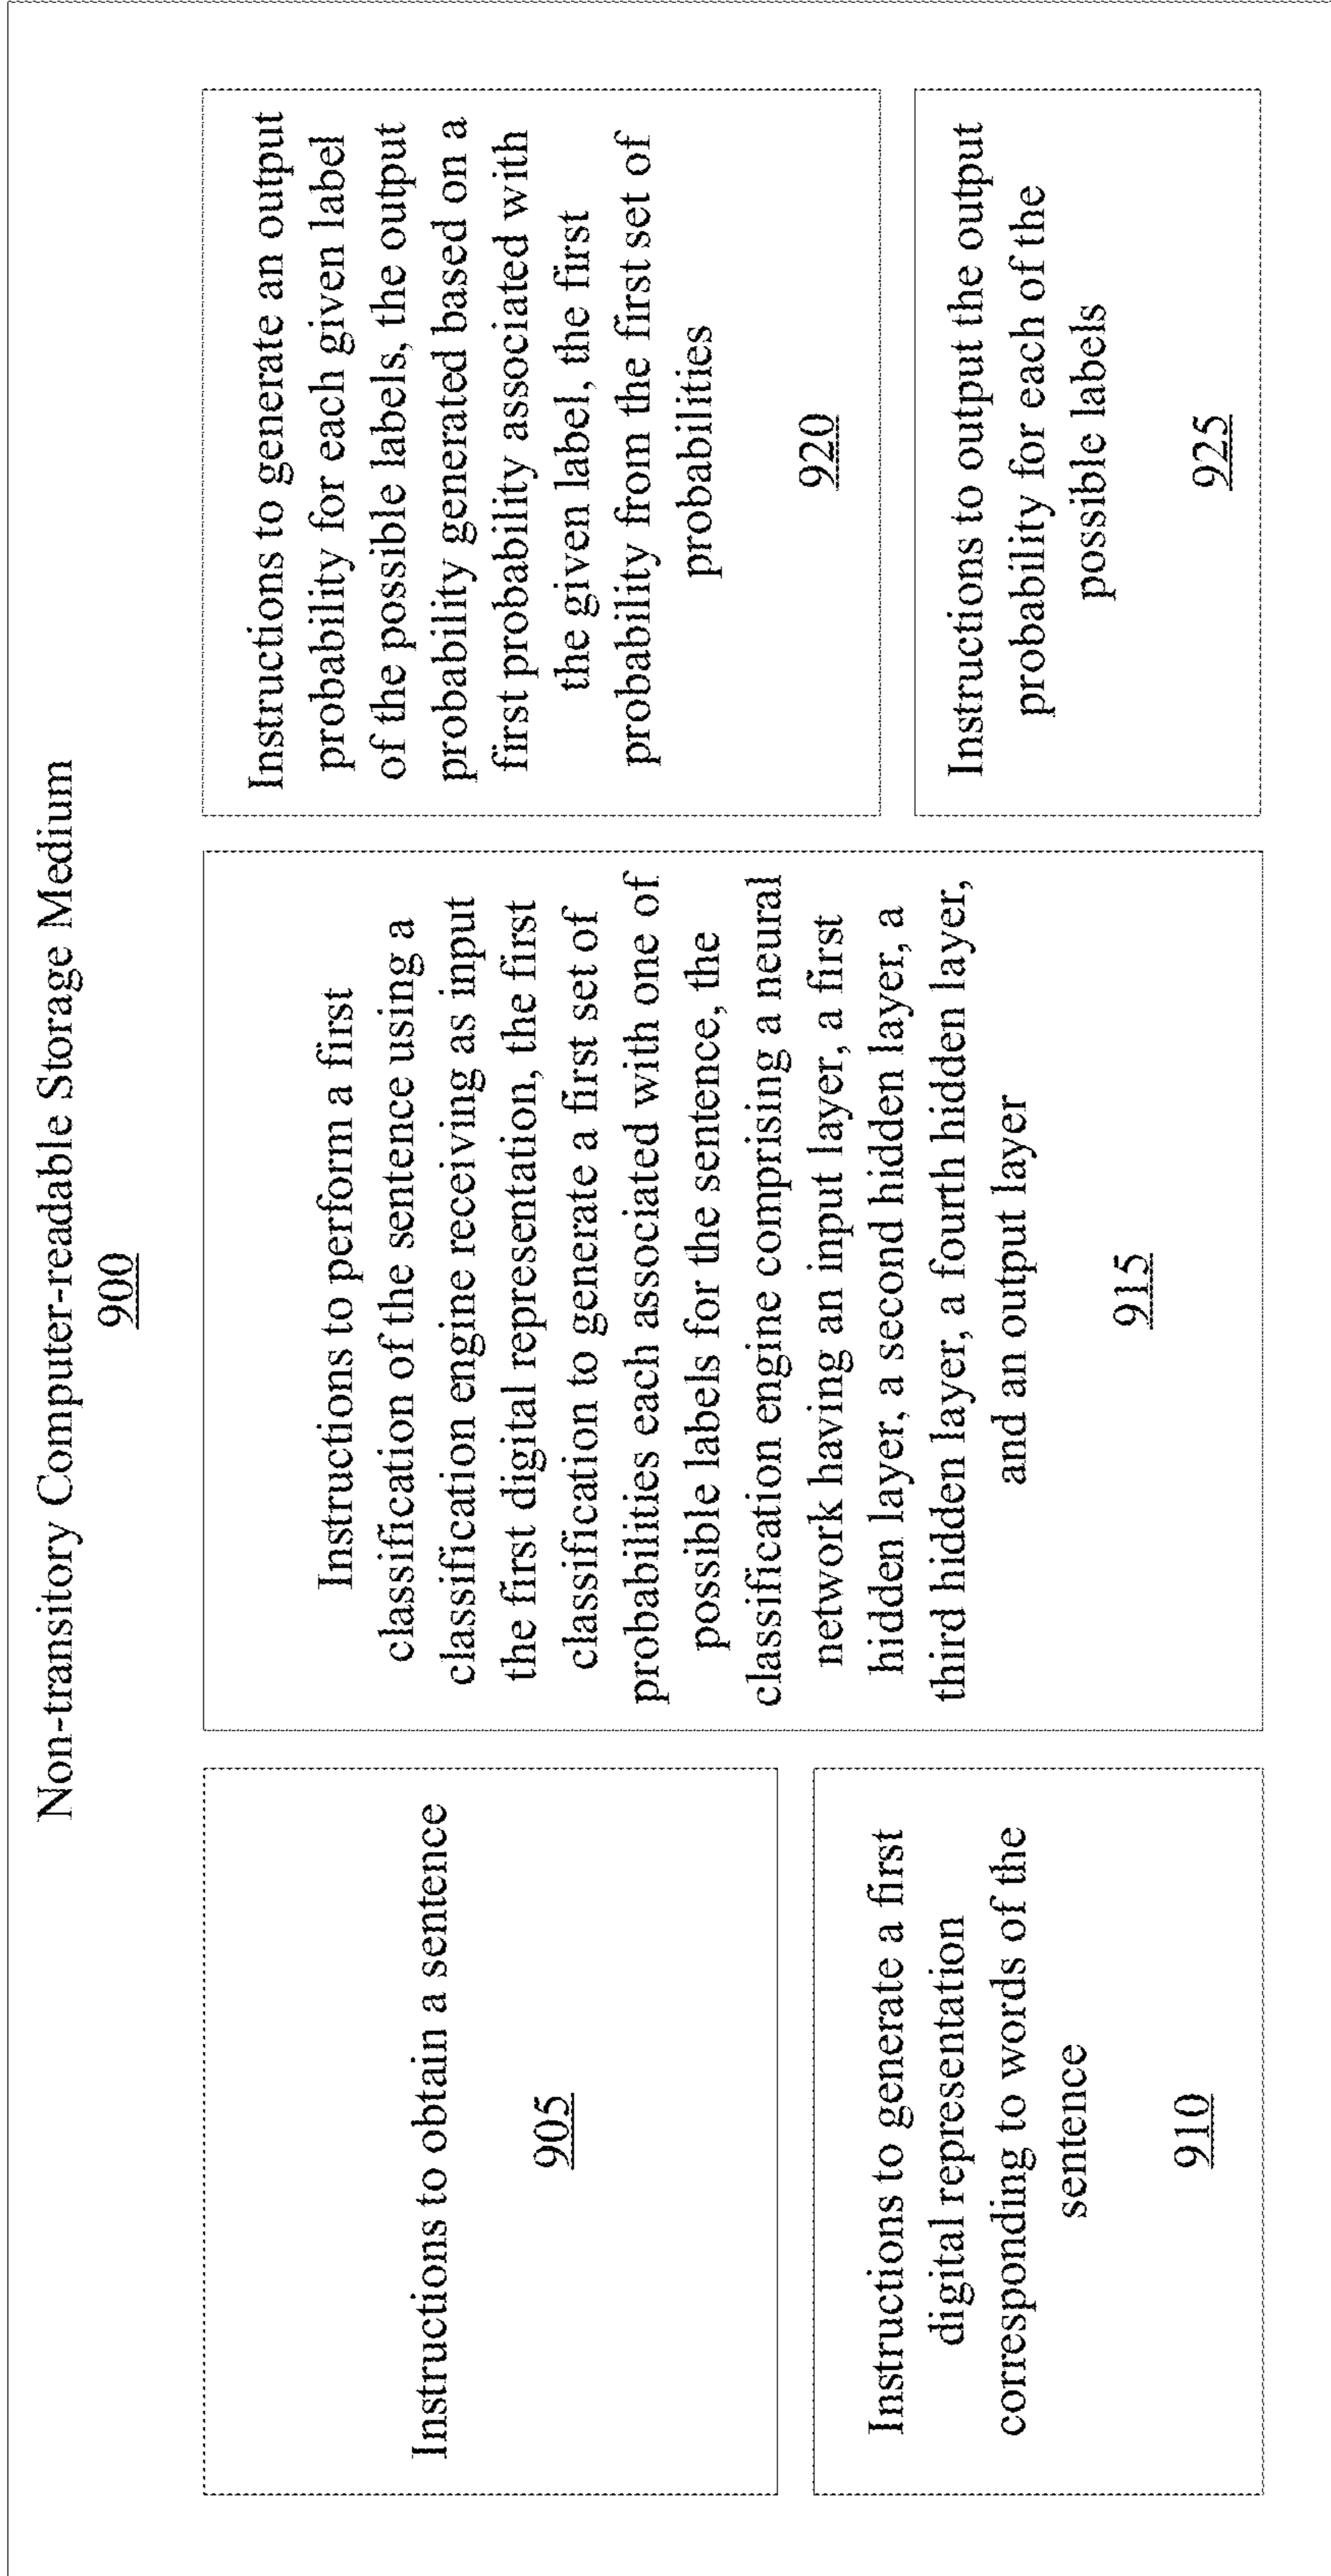 Non-transitory Computer-readable Storage Medium
900
Instructions to obtain a sentence
905
Instructions to generate a first
digital representation
corresponding to words of the
sentence
910
Instructions to perform a first
classification of the sentence using a
classification engine receiving as input
the first digital representation, the first
classification to generate a first set of
probabilities each associated with one of
possible labels for the sentence, the
classification engine comprising a neural
network having an input layer, a first
hidden layer, a second hidden layer, a
third hidden layer, a fourth hidden layer,
and an output layer
915
Instructions to generate an output
probability for each given label
of the possible labels, the output
probability generated based on a
first probability associated with
the given label, the first
probability from the first set of
probabilities
920
Instructions to output the output
probability for each of the
possible labels
925